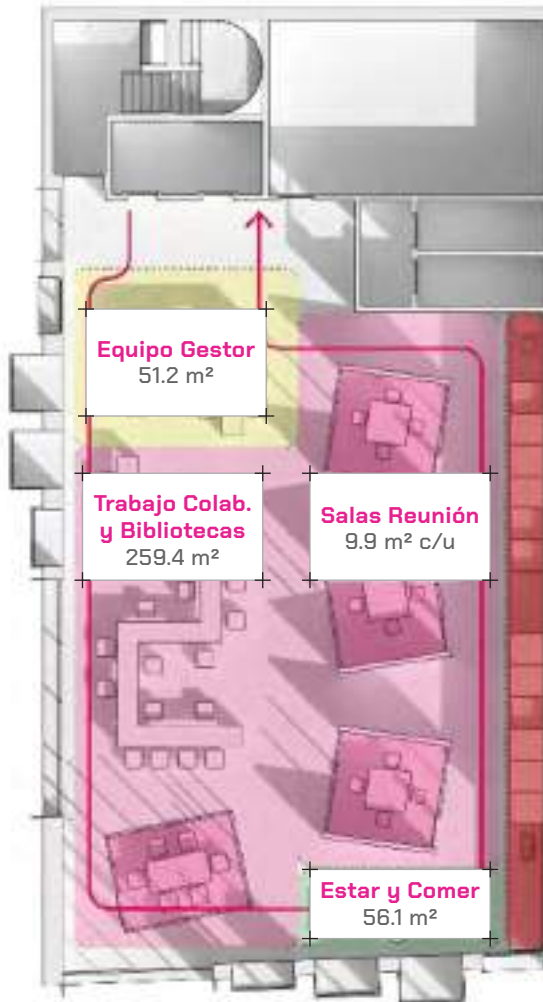 Equipo Gestor
51.2 m²
Trabajo Colab.
y Bibliotecas
259.4 m²
Salas Reunión
9.9 m² c/u
Estar y Comer
56.1 m²